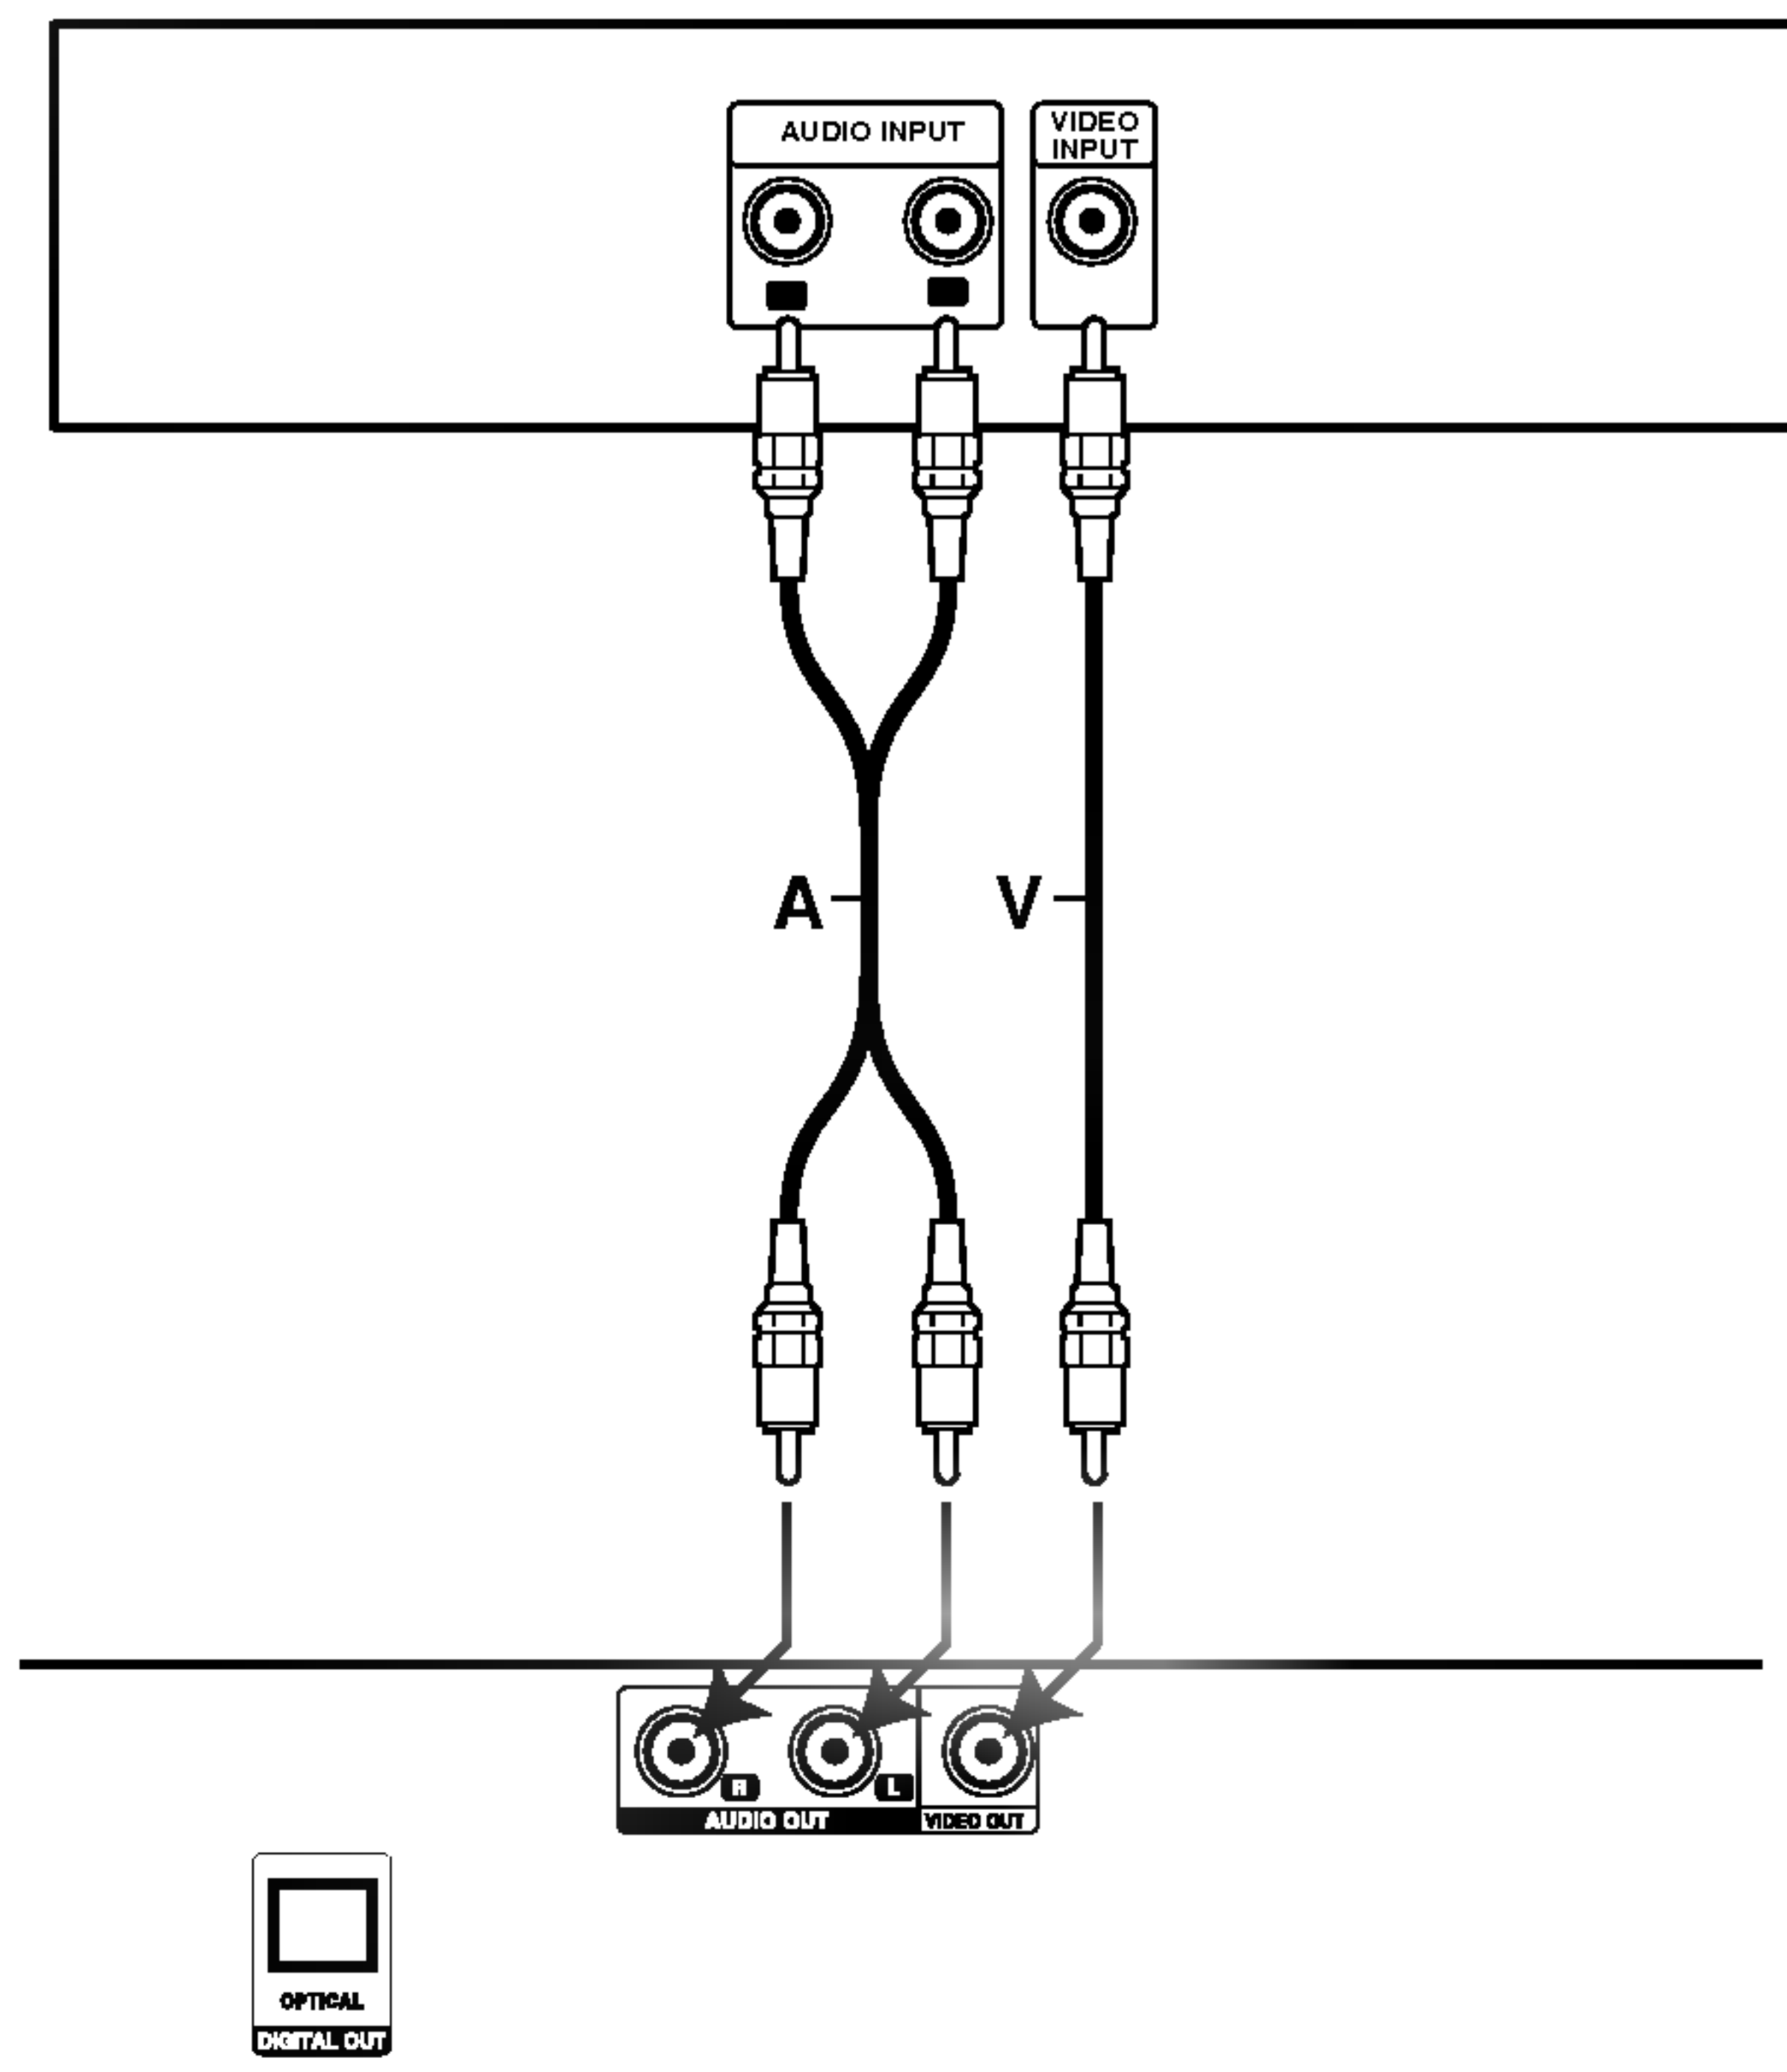 AUDIO INPUT
VIDEO
INPUT
A
V
R
L
AUDIO OUT
VIDEO OUT
OPTICAL
DIGITAL OUT